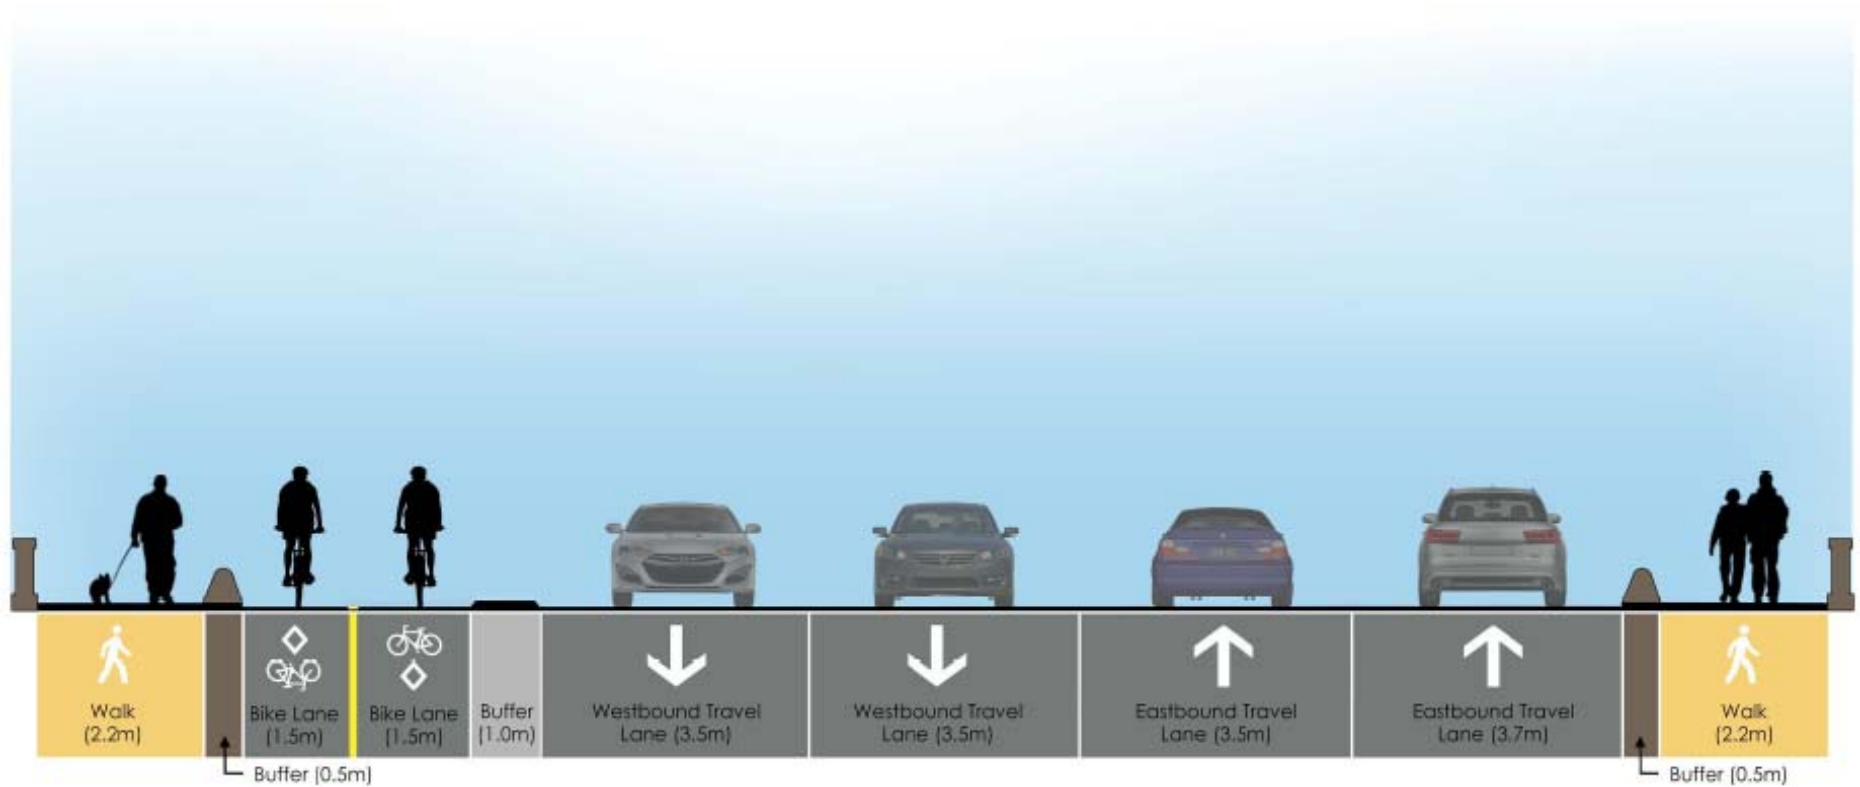 Walk
(2.2m)
Buffer (0.5m)
Bike Lane
(1.5m)
Bike Lane
(1.5m)
Buffer
(1.0m)
Westbound Travel
Lane (3.5m)
Westbound Travel
Lane (3.5m)
Eastbound Travel
Lane (3.5m)
Eastbound Travel
Lane (3.7m)
Buffer (0.5m)
Walk
(2.2m)